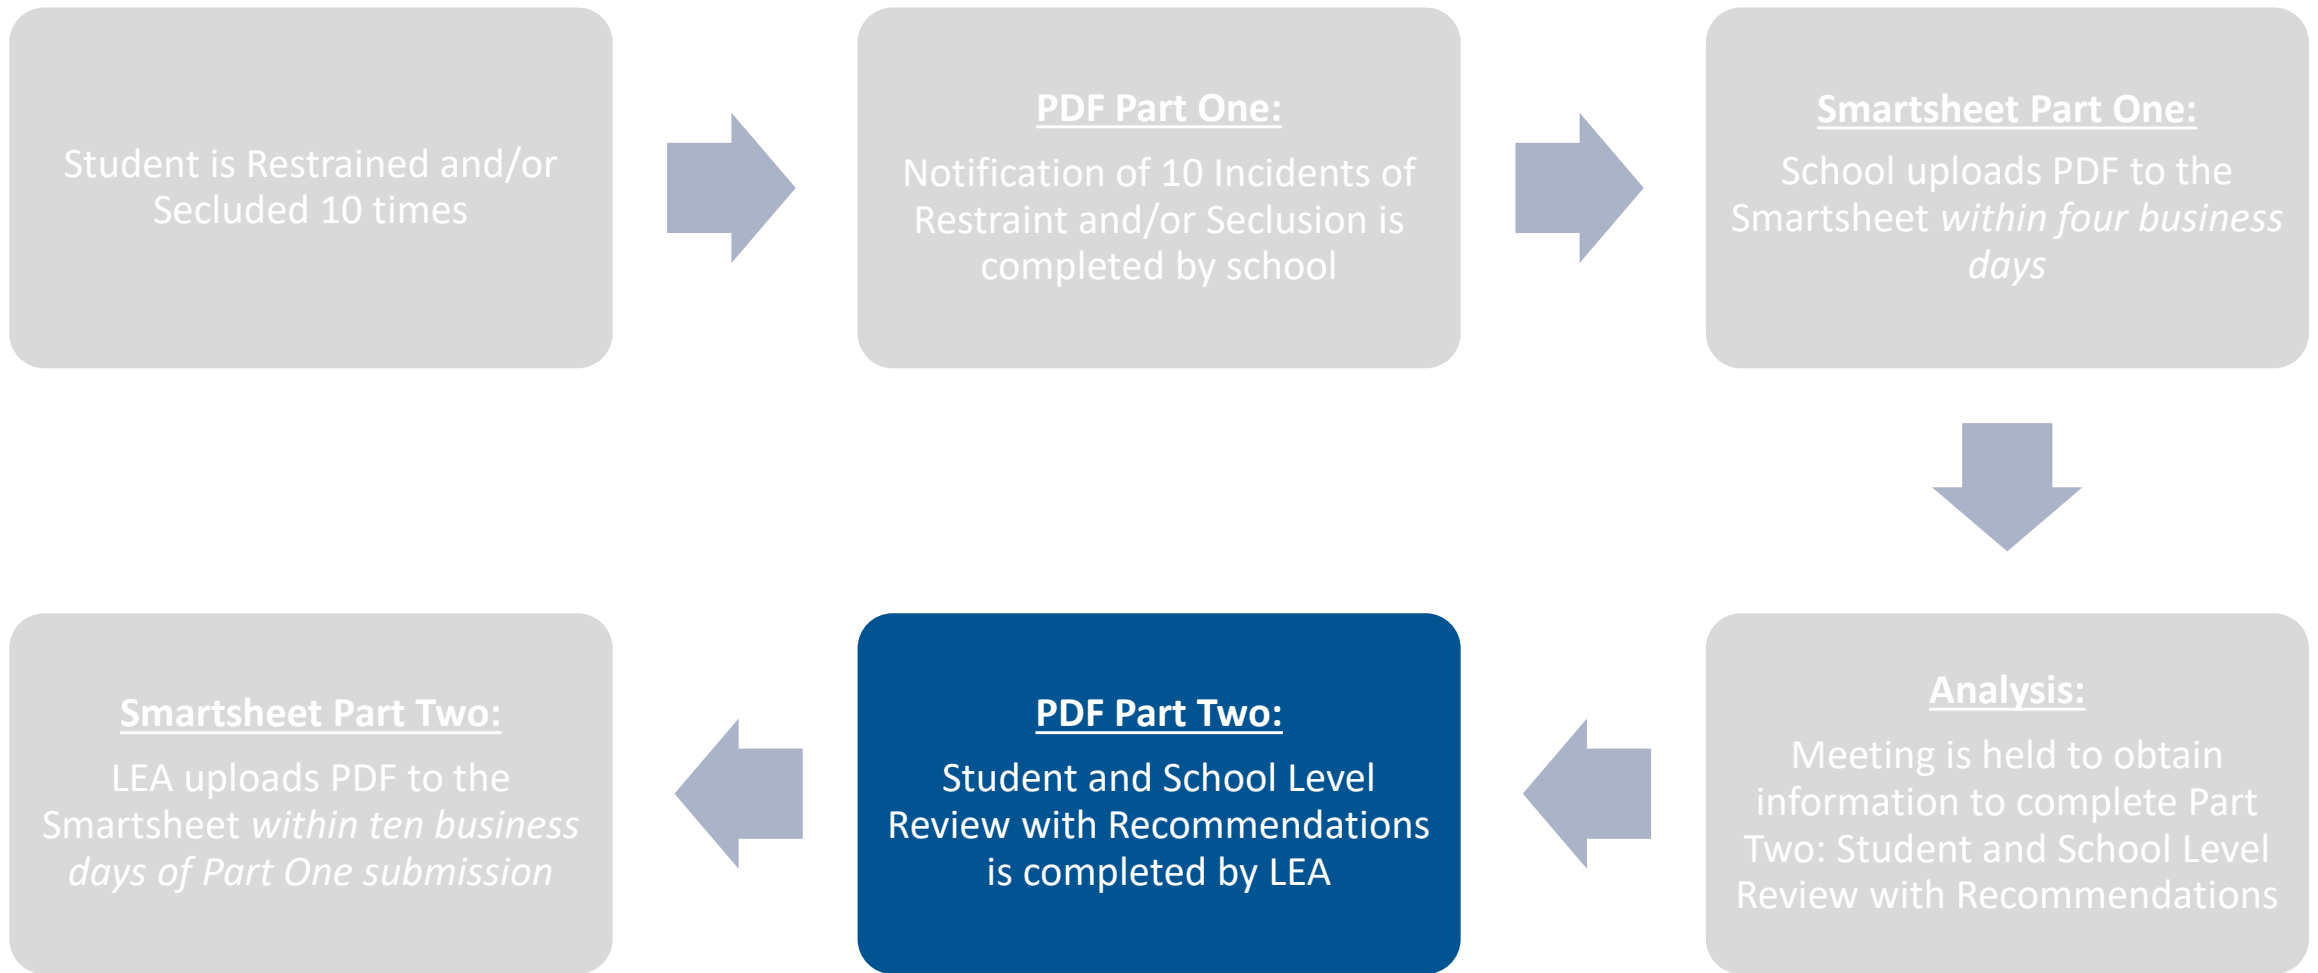 Student is Restrained and/or
Secluded 10 times
PDF Part One:
Notification of 10 Incidents of
Restraint and/or Seclusion is
completed by school
Smartsheet Part One:
School uploads PDF to the
Smartsheet within four business
days
Analysis:
Meeting is held to obtain
information to complete Part
Two: Student and School Level
Review with Recommendations
PDF Part Two:
Student and School Level
Review with Recommendations
is completed by LEA
Smartsheet Part Two:
LEA uploads PDF to the
Smartsheet within ten business
days of Part One submission